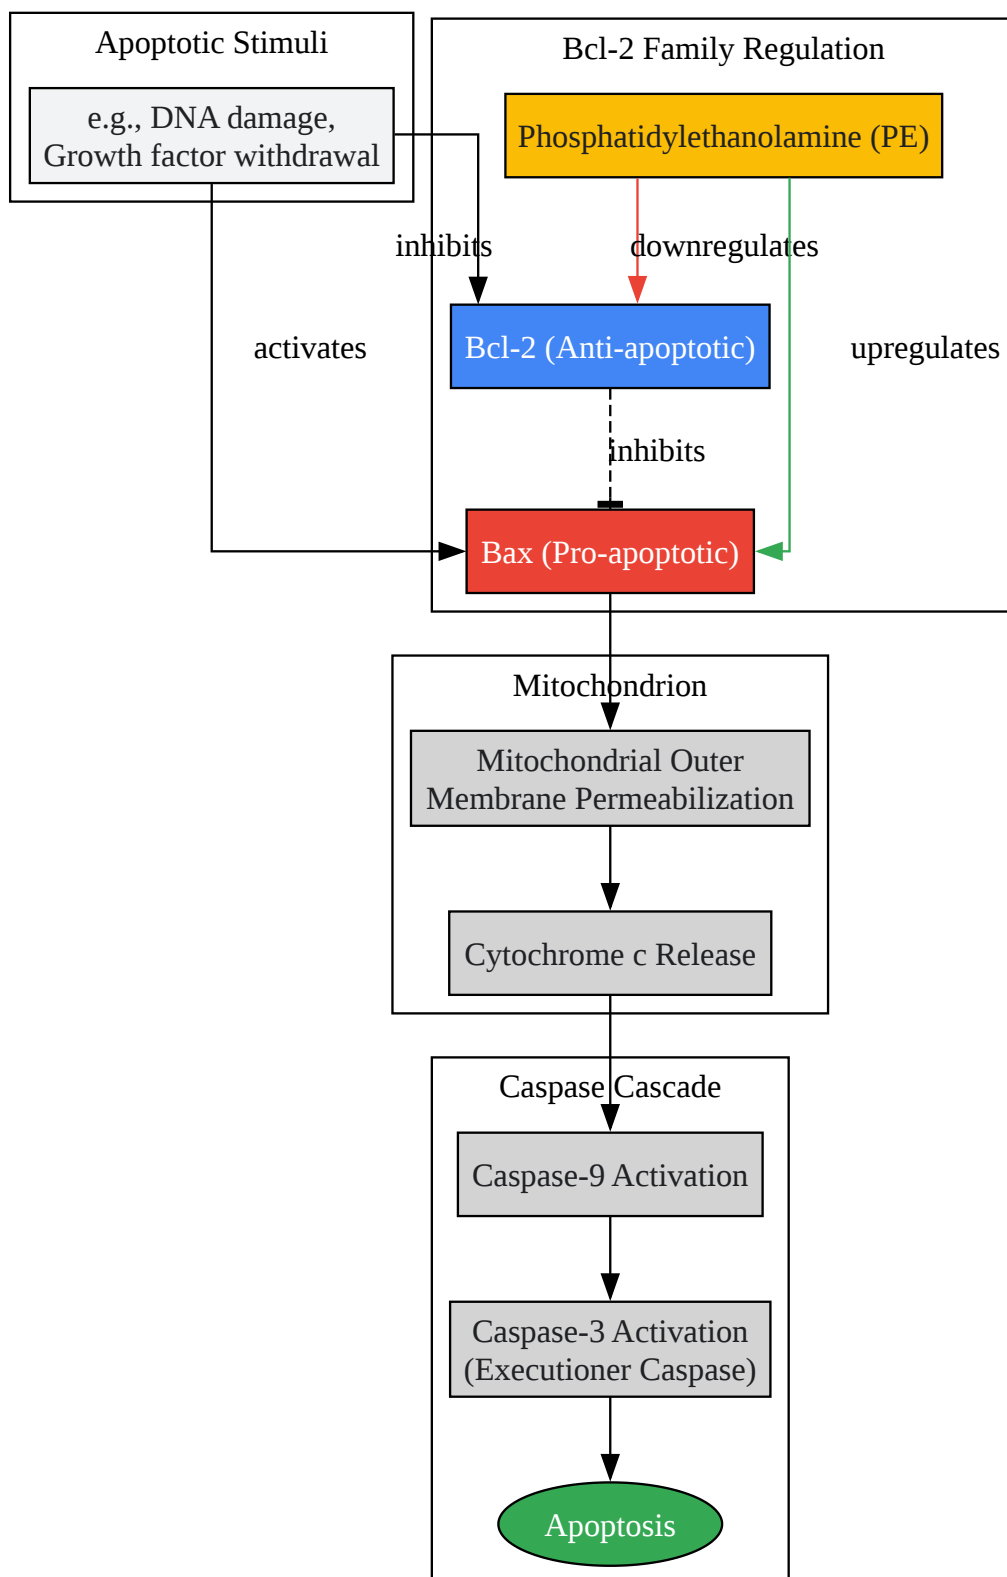 Apoptotic Stimuli
e.g., DNA damage,
Growth factor withdrawal
Bcl-2 Family Regulation
Phosphatidylethanolamine (PE)
inhibits
downregulates
activates
Bcl-2 (Anti-apoptotic)
upregulates
inhibits
Bax (Pro-apoptotic)
Mitochondrion
Mitochondrial Outer
Membrane Permeabilization
Cytochrome c Release
Caspase Cascade
Caspase-9 Activation
Caspase-3 Activation
(Executioner Caspase)
Apoptosis